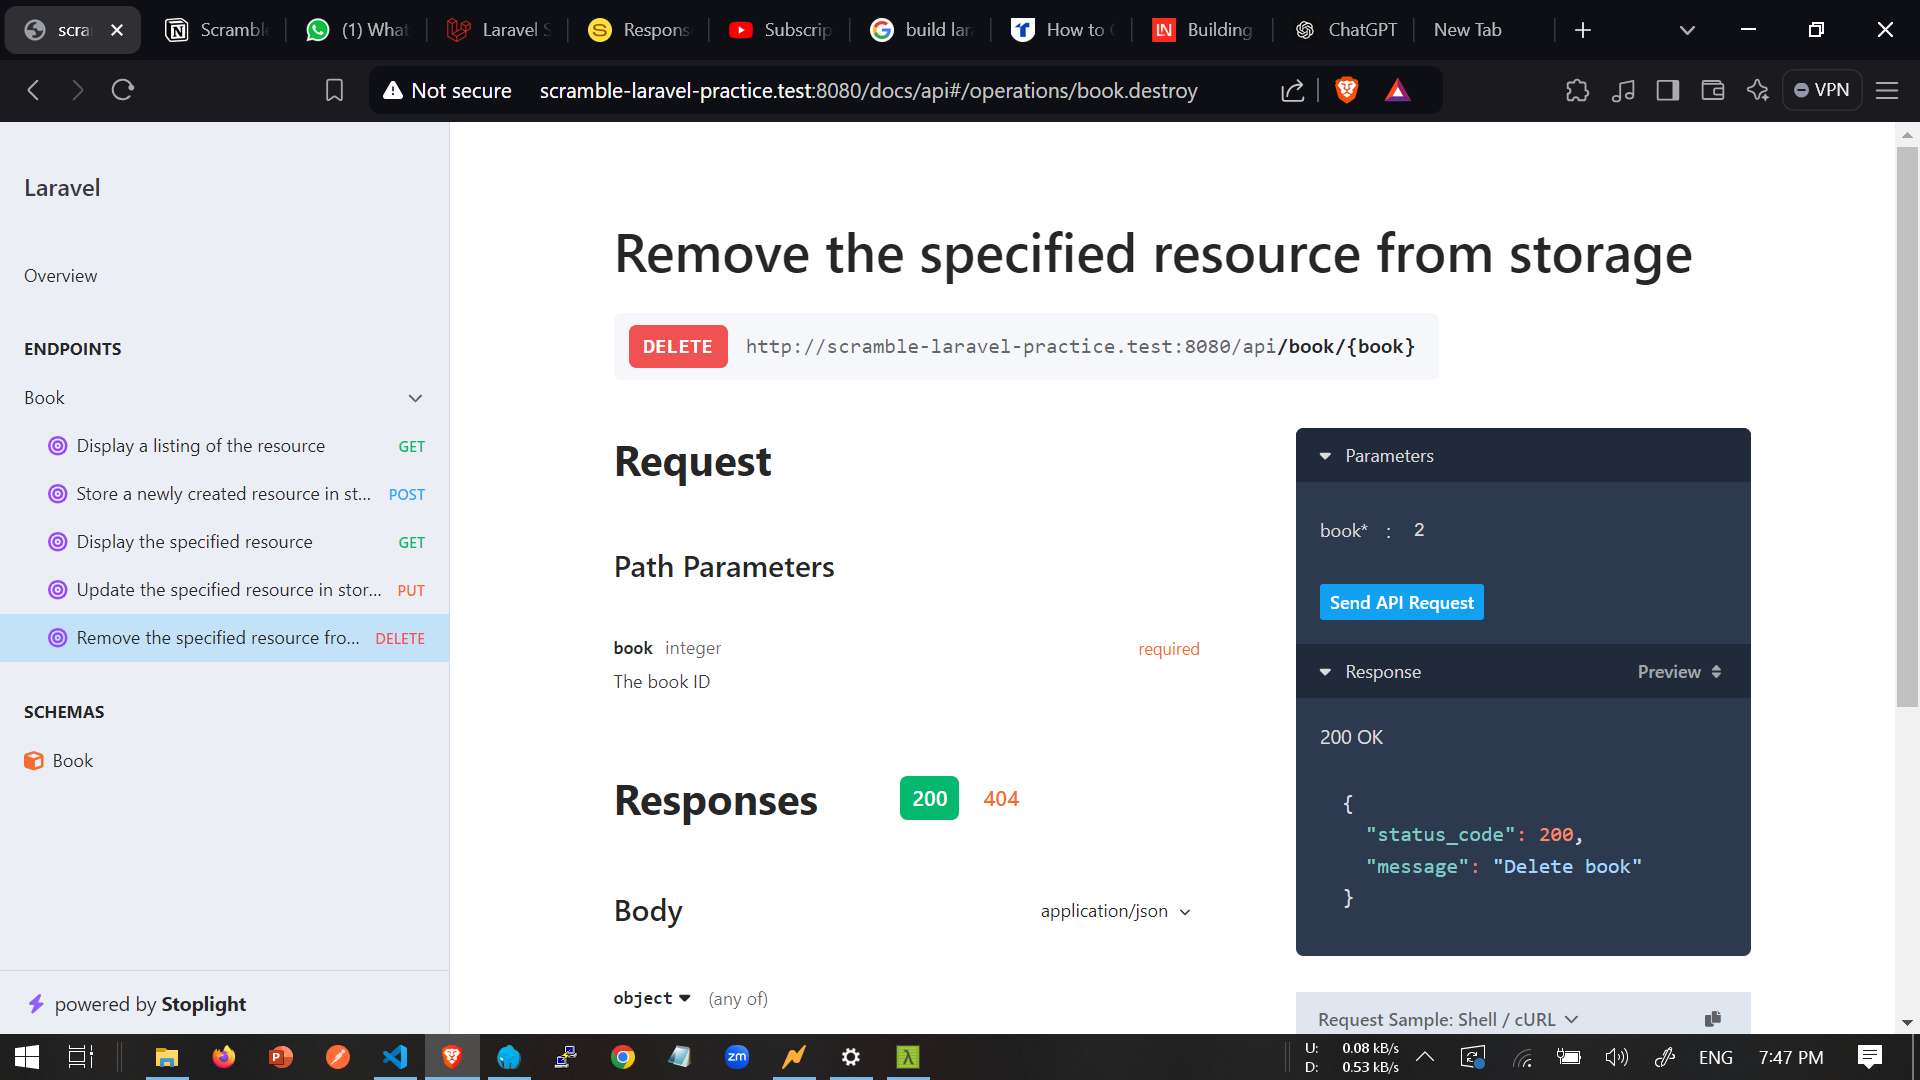 scra
Scramble
(1) What
Laravel S
Respons
Subscrip
build lara
How to C
Building
ChatGPT
New Tab
Not secure
scramble-laravel-practice.test:8080/docs/api#/operations/book.destroy
VPN
Laravel
Overview
ENDPOINTS
Book
Display a listing of the resource GET
Store a newly created resource in st... POST
Display the specified resource GET
Update the specified resource in stor... PUT
Remove the specified resource fro... DELETE
SCHEMAS
Book
powered by Stoplight
Remove the specified resource from storage
DELETE http://scramble-laravel-practice.test:8080/api/book/{book}
Request
Path Parameters
book integer required
The book ID
Responses 200 404
Body application/json
object (any of)
Parameters
book* : 2
Send API Request
Response Preview
200 OK
{
"status_code": 200,
"message": "Delete book"
}
Request Sample: Shell / cURL
U: 0.08 kB/s
D: 0.53 kB/s
ENG
7:47 PM